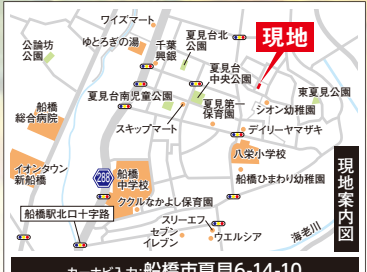 ワイズマート
ゆとろぎの湯
公論坊
公園
千葉
興銀
夏見台北
公園
現地
夏見台
中央公園
夏見台南児童公園
夏見第一
保育園
東夏見公園
シオン幼稚園
船橋
総合病院
スキップマート
デイリーヤマザキ
八栄小学校
イオンタウン
新船橋
288
船橋
中学校
船橋ひまわり幼稚園
現地案内図
ククルなかよし保育園
船橋駅北口十字路
スリーエフ
セブン
イレブン
ウエルシア
海老川
カーナビ入力:船橋市夏見6-14-10